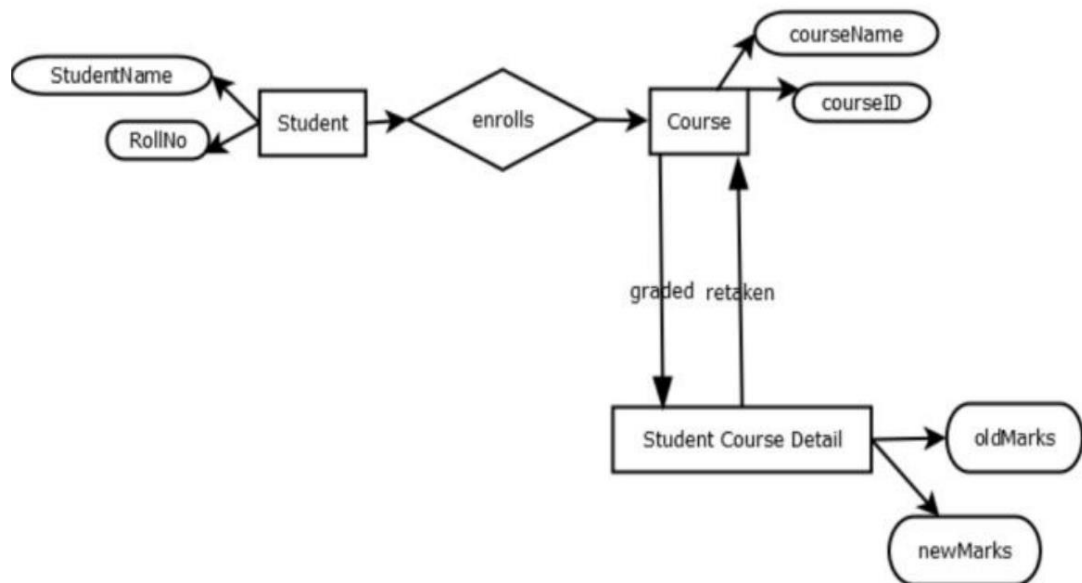 courseName
StudentName
courseID
Student
enrolls
Course
RollNo
graded
retaken
Student Course Detail
oldMarks
newMarks